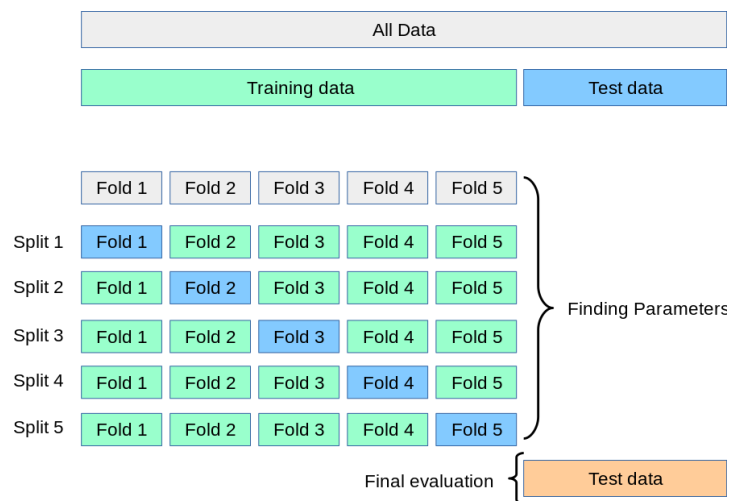 All Data
Training data Test data
Fold 1 Fold 2 Fold 3 Fold 4 Fold 5
Split 1 Fold 1 Fold 2 Fold 3 Fold 4 Fold 5
Split 2 Fold 1 Fold 2 Fold 3 Fold 4 Fold 5
Finding Parameters
Split 3 Fold 1 Fold 2 Fold 3 Fold 4 Fold 5
Split 4 Fold 1 Fold 2 Fold 3 Fold 4 Fold 5
Split 5 Fold 1 Fold 2 Fold 3 Fold 4 Fold 5
Final evaluation Test data